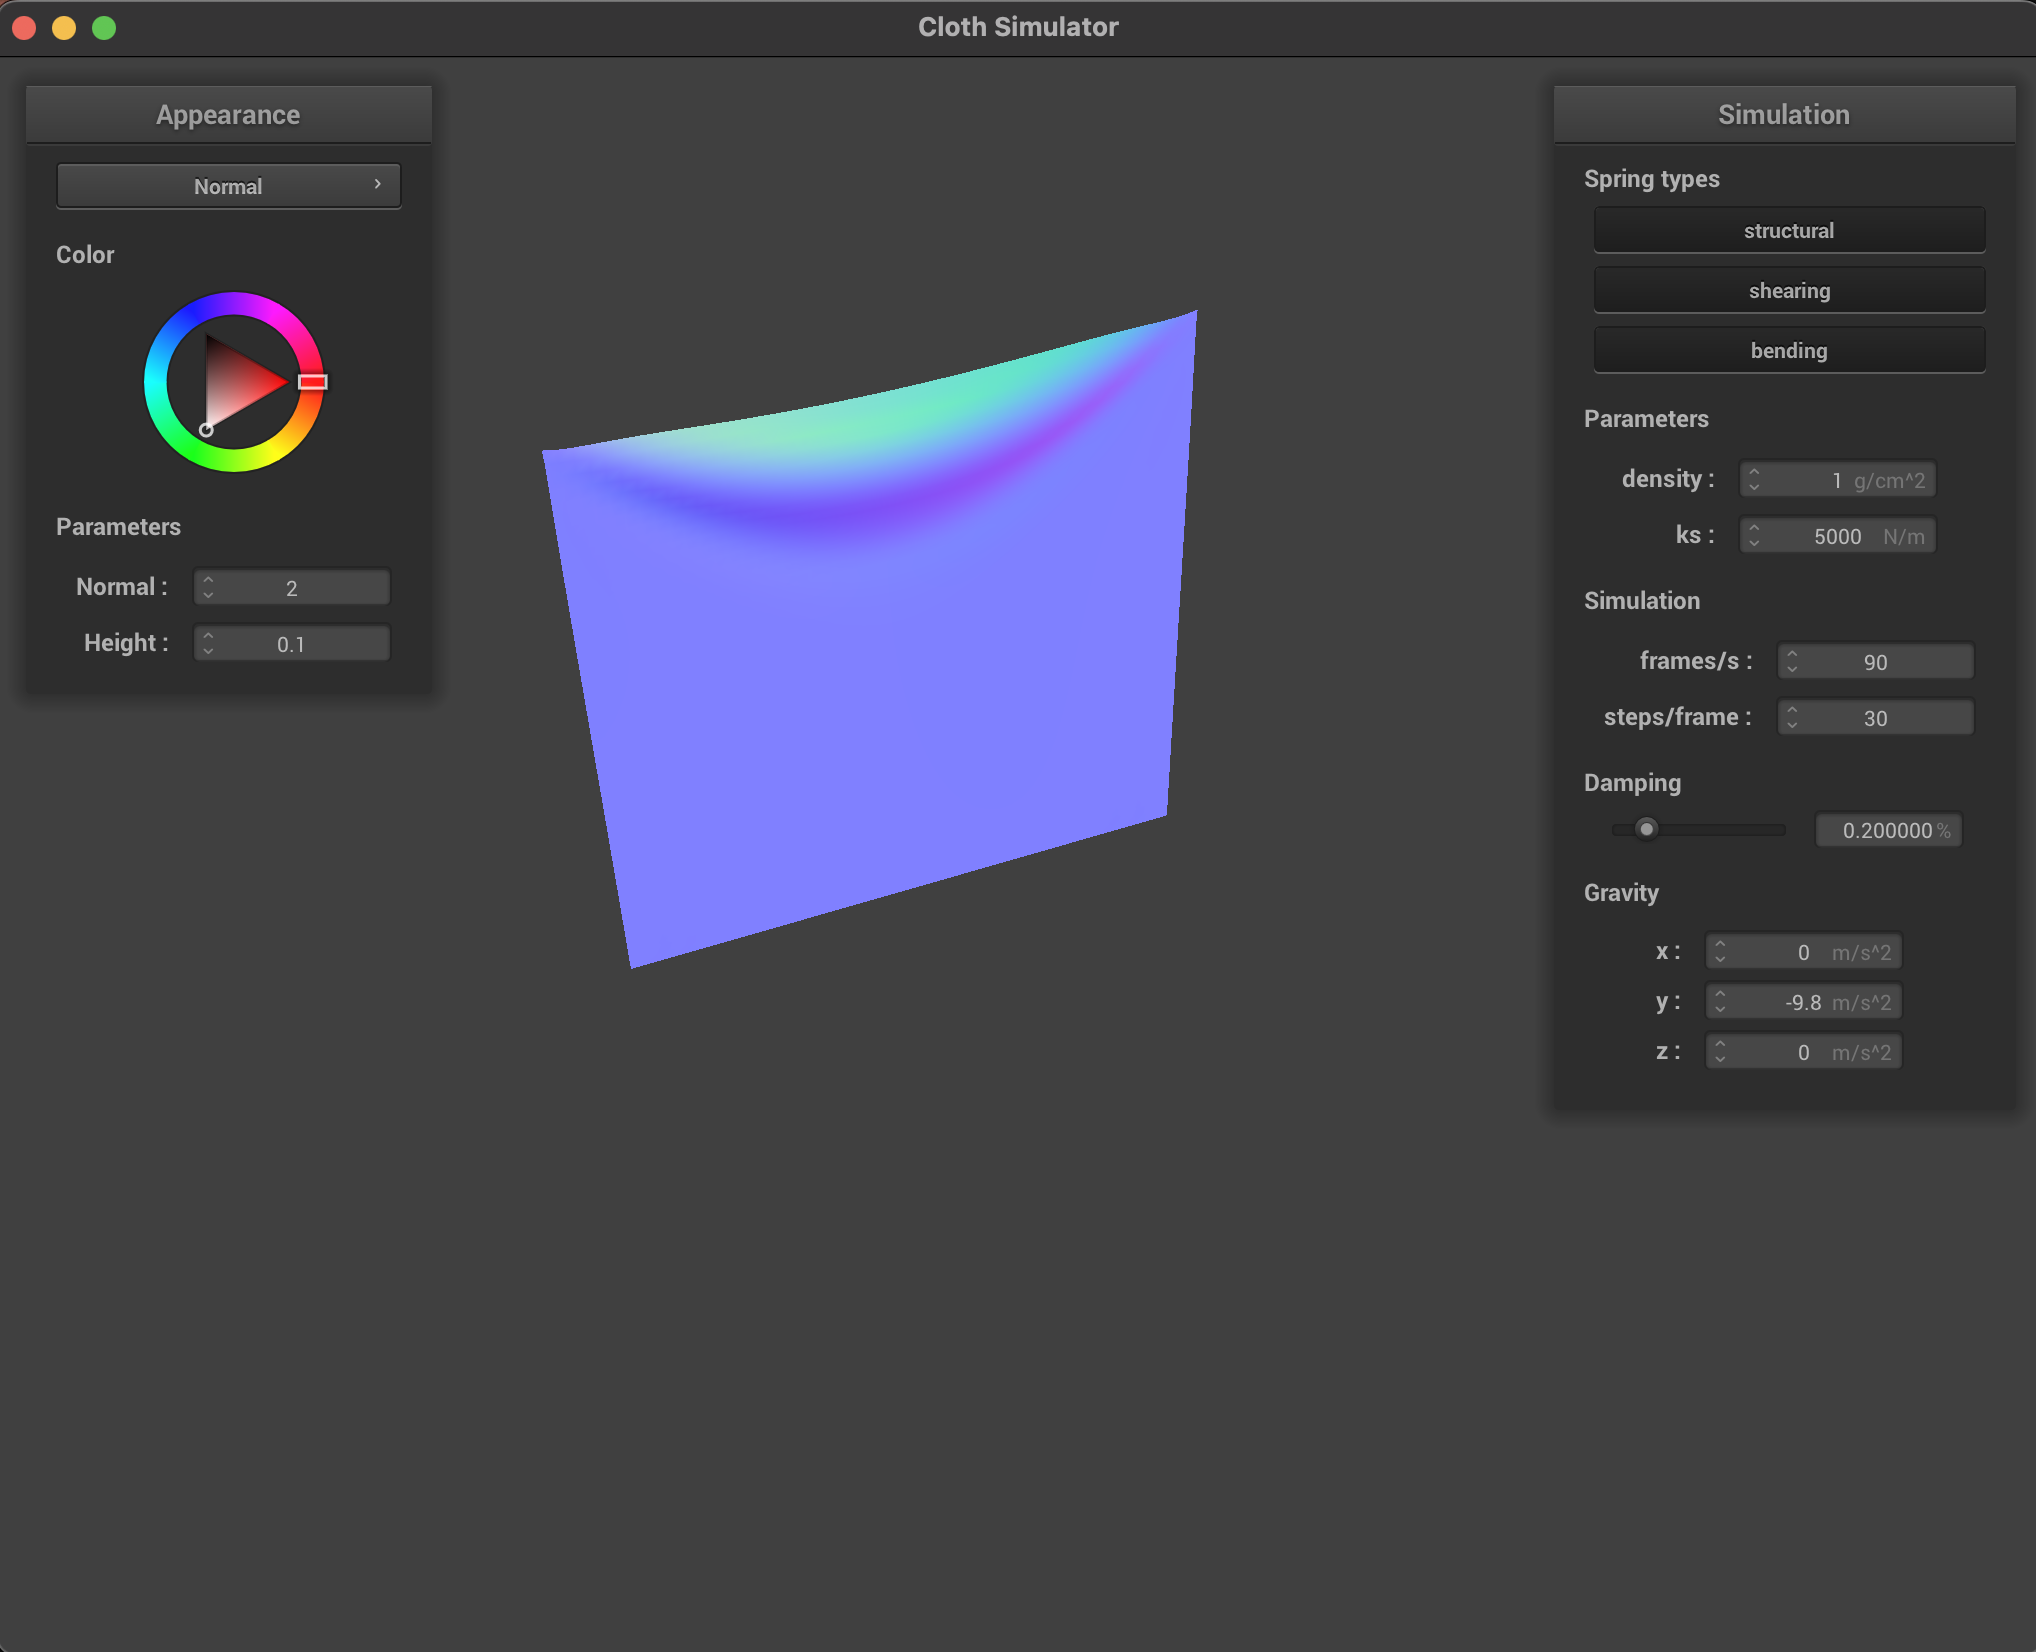 Cloth Simulator
Appearance
Normal
Color
Parameters
Normal : 2
Height : 0.1
Simulation
Spring types
structural
shearing
bending
Parameters
density : 1 g/cm^2
ks : 5000 N/m
Simulation
frames/s : 90
steps/frame : 30
Damping
0.200000 %
Gravity
x : 0 m/s^2
y : -9.8 m/s^2
z : 0 m/s^2